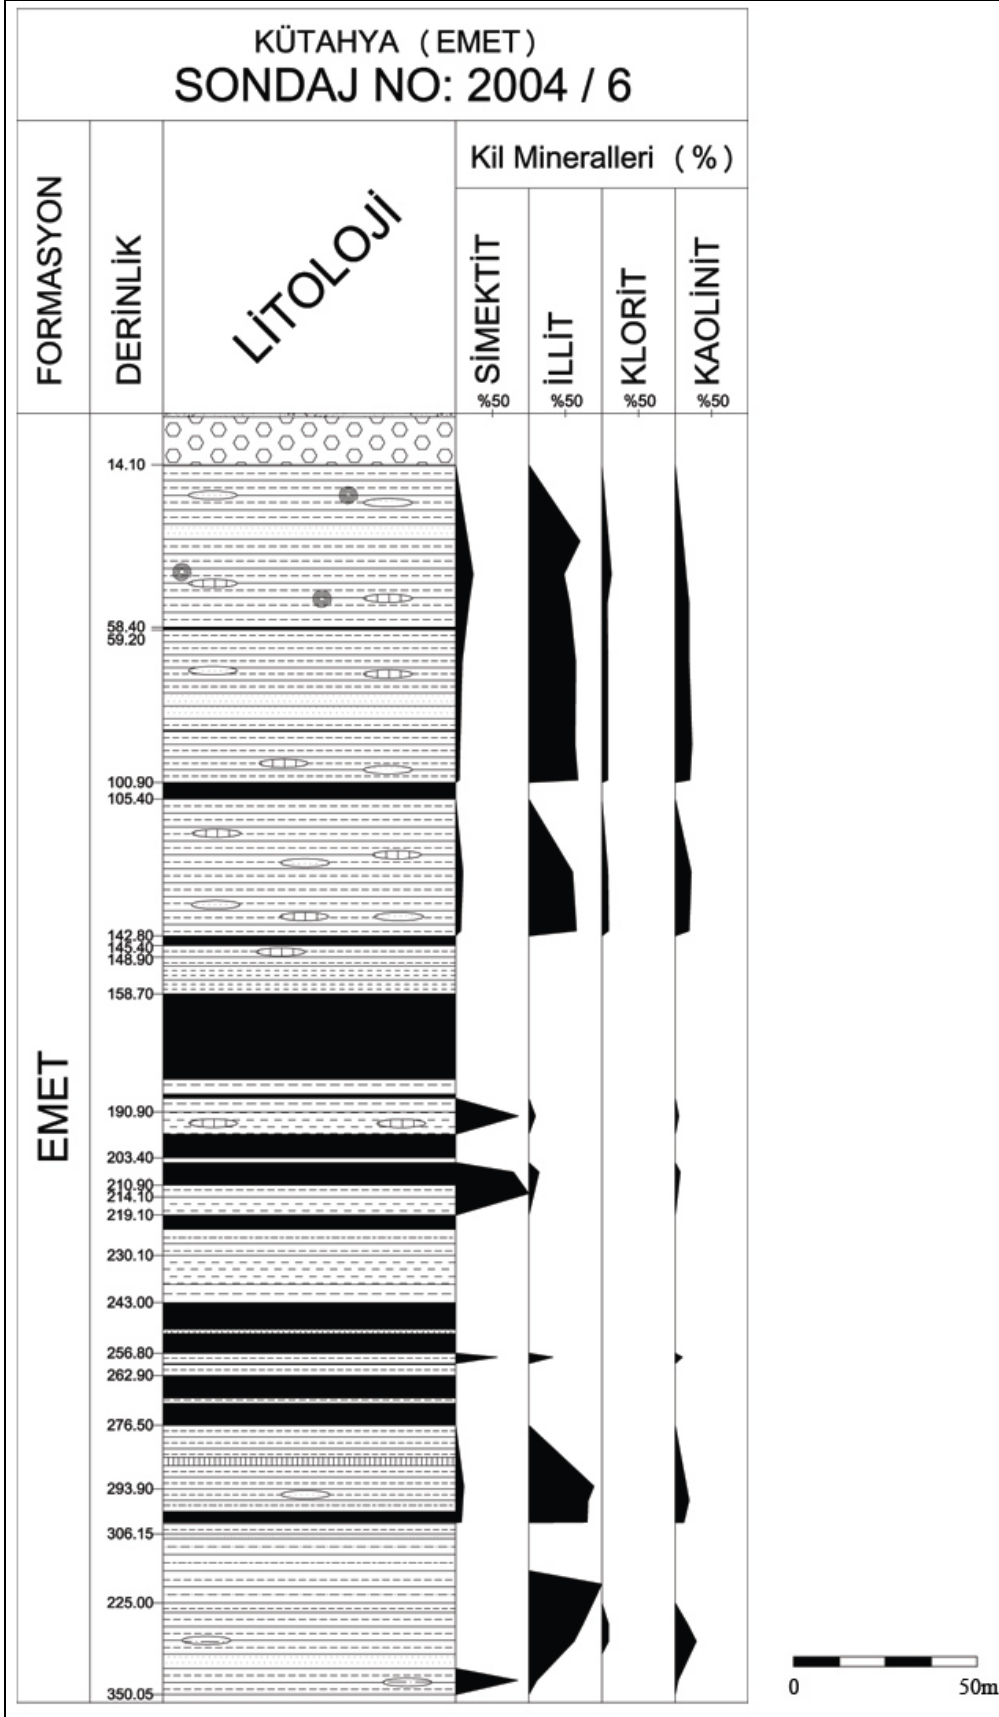 KÜTAHYA (EMET)
SONDAJ NO: 2004 / 6
FORMASYON
DERİNLİK
LİTOLOJİ
Kil Mineralleri (%)
SİMEKTİT
İLLİT
KLORİT
KAOLİNİT
%50
%50
%50
%50
14.10
58.40
59.20
100.90
105.40
142.80
145.40
148.90
158.70
EMET
190.90
203.40
210.90
214.10
219.10
230.10
243.00
256.80
262.90
276.50
293.90
306.15
225.00
350.05
0 50m